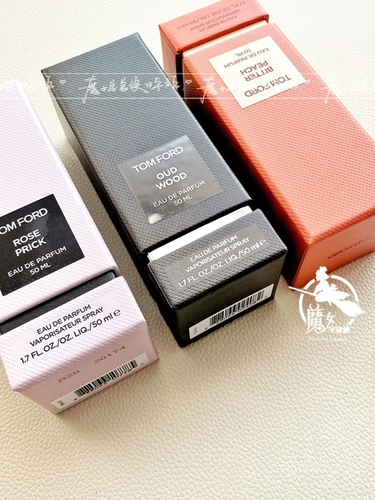 TOM FORD
BITTER
PEACH
EAU DE PARFUM
50 ML
TOM FORD
OUD
WOOD
EAU DE PARFUM
50 ML
EAU DE PARFUM
VAPORISATEUR SPRAY
1.7 FL.OZ./OZ. LIQ./50 ml e
TOM FORD
ROSE
PRICK
EAU DE PARFUM
50 ML
EAU DE PARFUM
VAPORISATEUR SPRAY
1.7 FL.OZ./OZ. LIQ./50 ml e
魔女